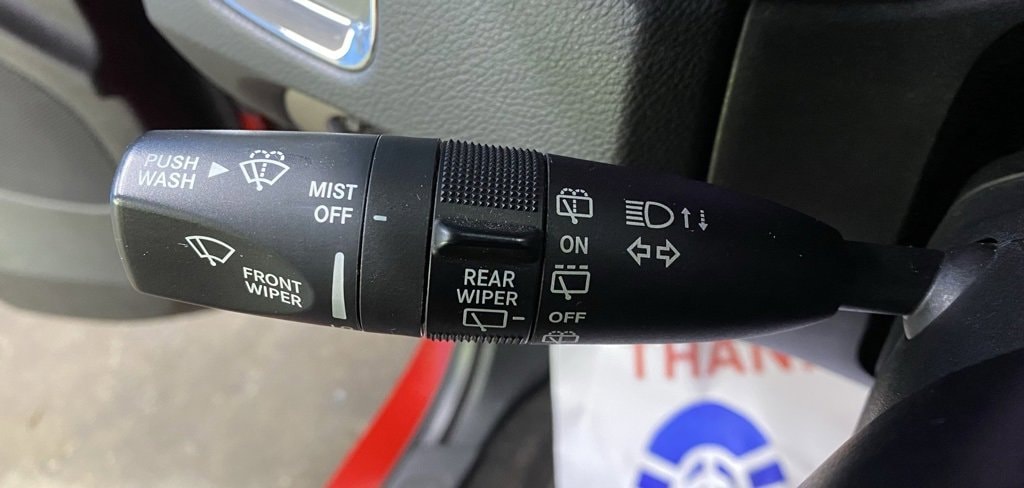 PUSH
WASH
MIST
OFF
FRONT
WIPER
REAR
WIPER
ON
OFF
THAN